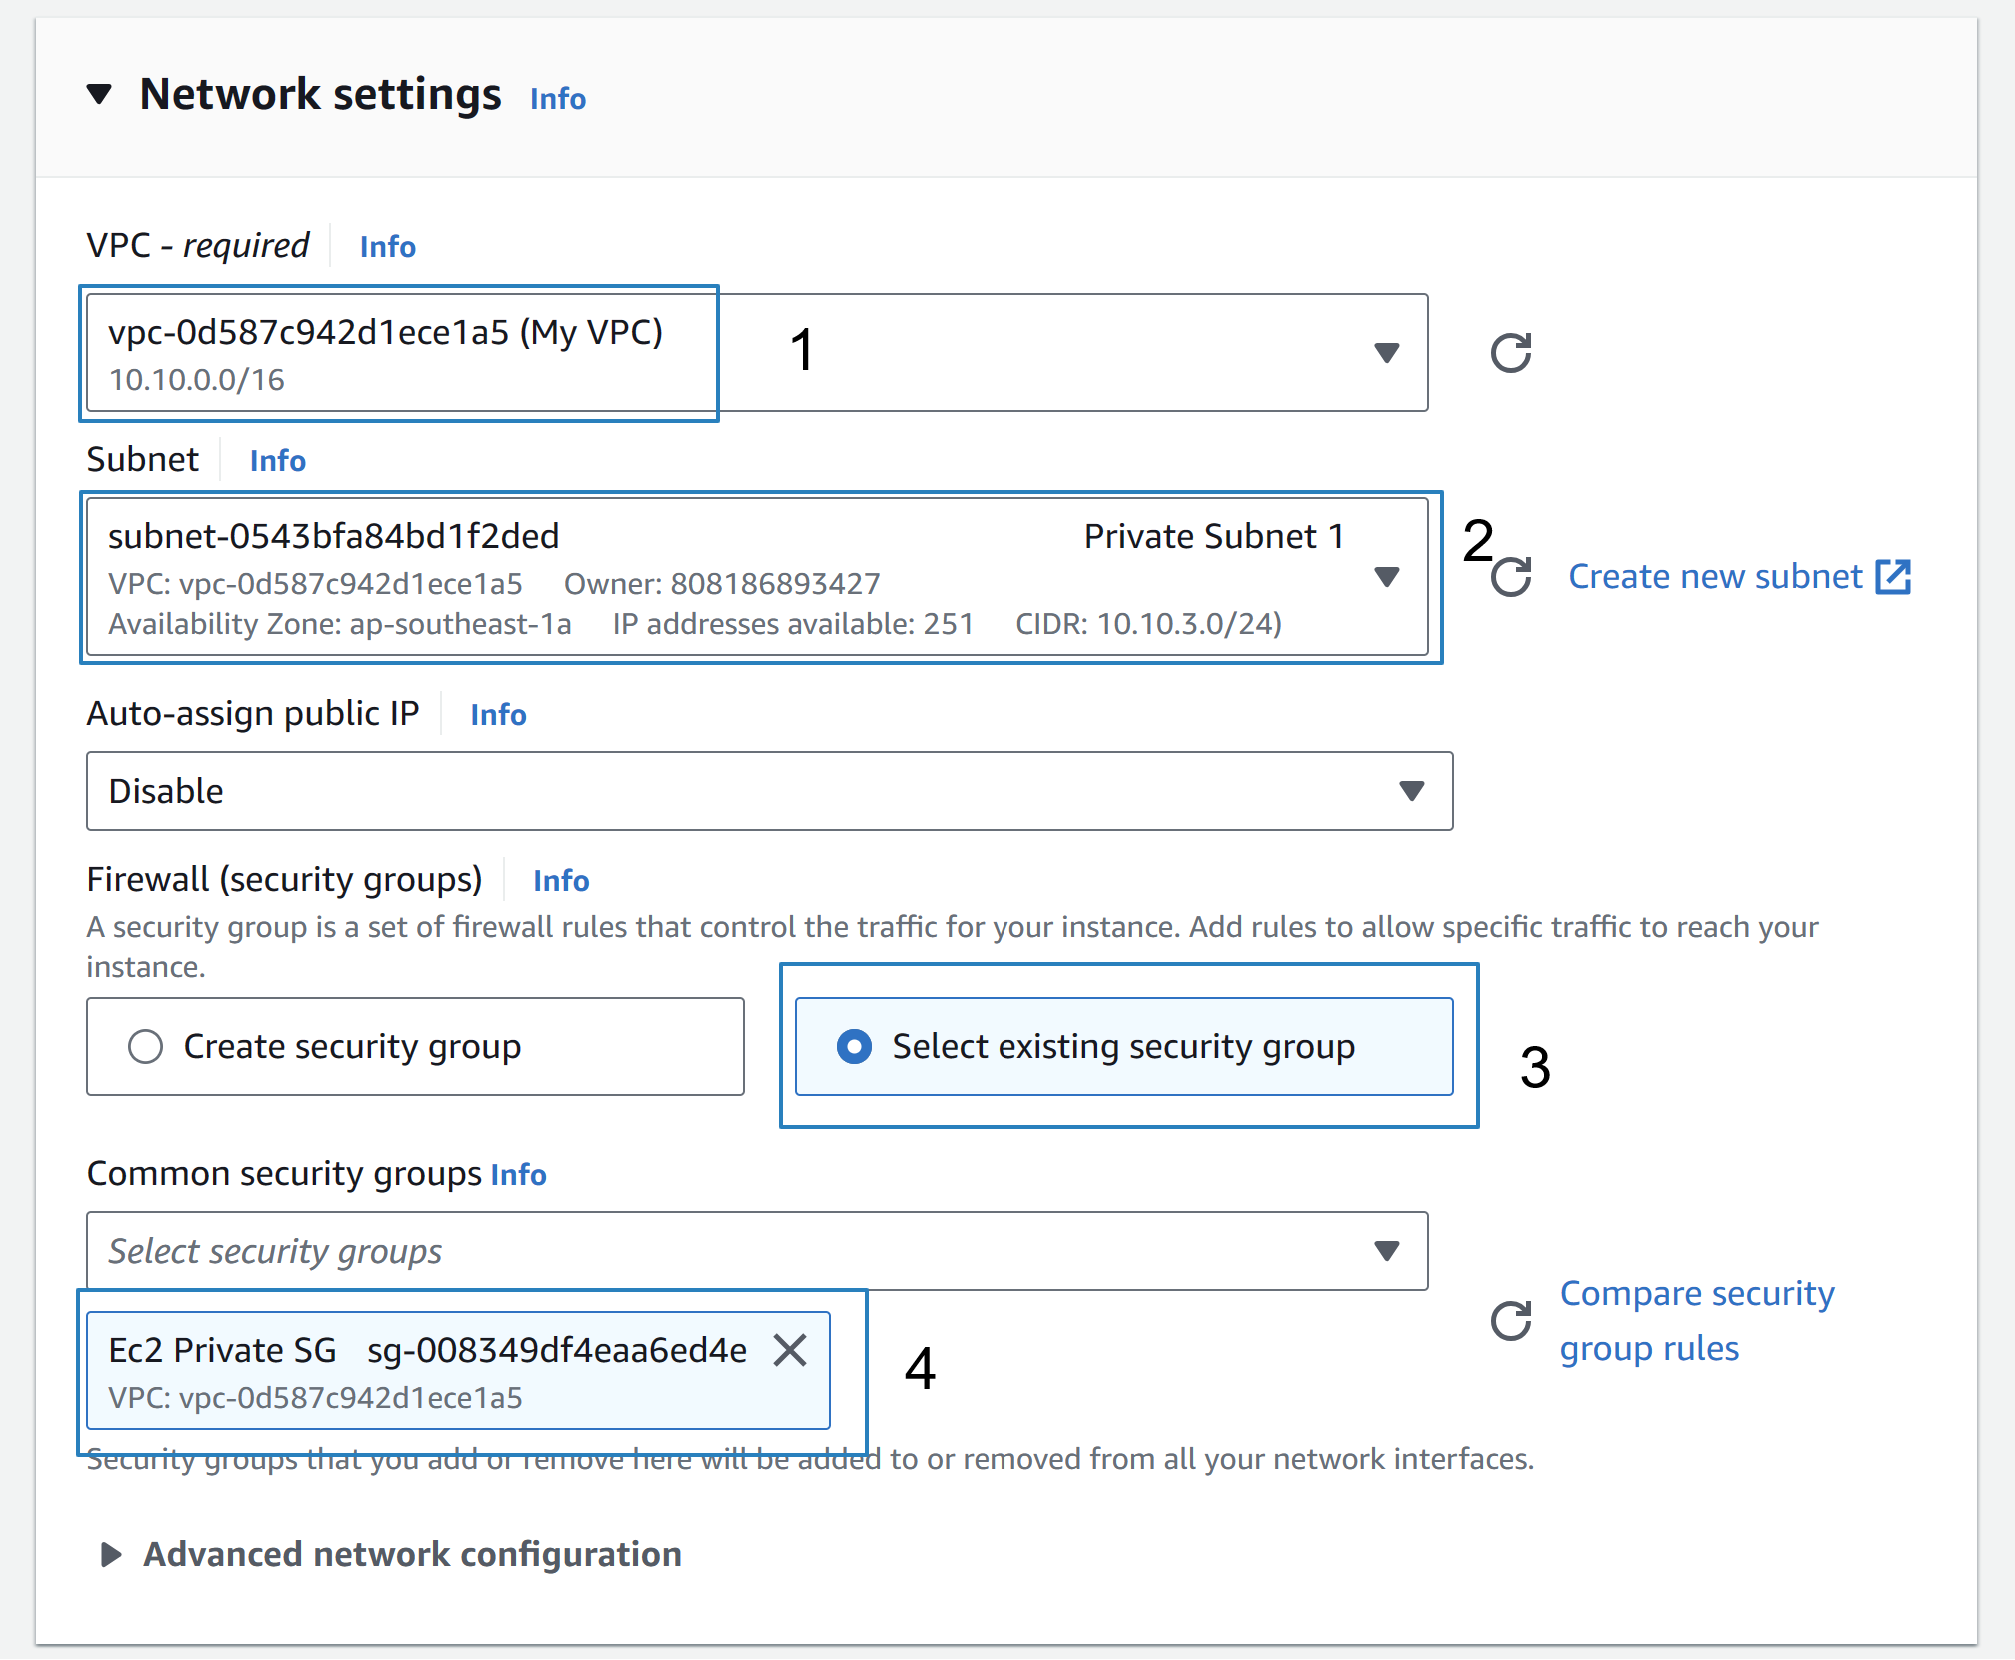 Network settings Info
VPC - required Info
vpc-0d587c942d1ece1a5 (My VPC)
10.10.0.0/16
1
Subnet Info
subnet-0543bfa84bd1f2ded Private Subnet 1
VPC: vpc-0d587c942d1ece1a5 Owner: 808186893427
Availability Zone: ap-southeast-1a IP addresses available: 251 CIDR: 10.10.3.0/24)
2
Create new subnet
Auto-assign public IP Info
Disable
Firewall (security groups) Info
A security group is a set of firewall rules that control the traffic for your instance. Add rules to allow specific traffic to reach your
instance.
Create security group
Select existing security group
3
Common security groups Info
Select security groups
Ec2 Private SG sg-008349df4eaa6ed4e
VPC: vpc-0d587c942d1ece1a5
4
Compare security
group rules
Security groups that you add or remove here will be added to or removed from all your network interfaces.
Advanced network configuration